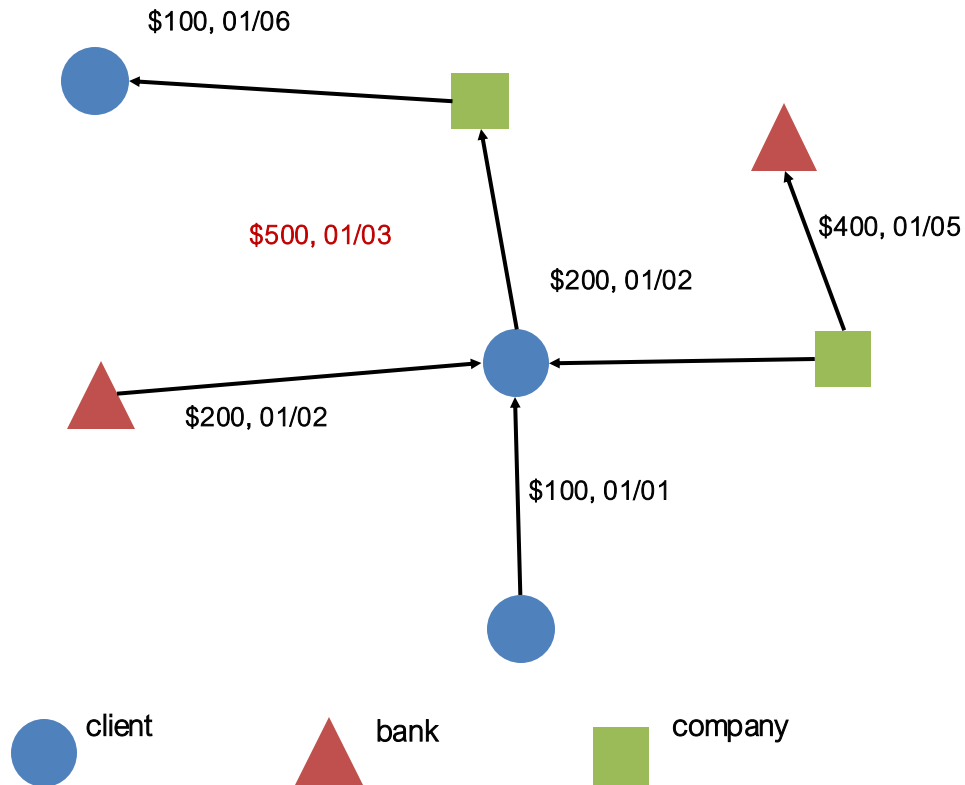 $100, 01/06
$400, 01/05
$500, 01/03
$200, 01/02
$200, 01/02
$100, 01/01
client
bank
company